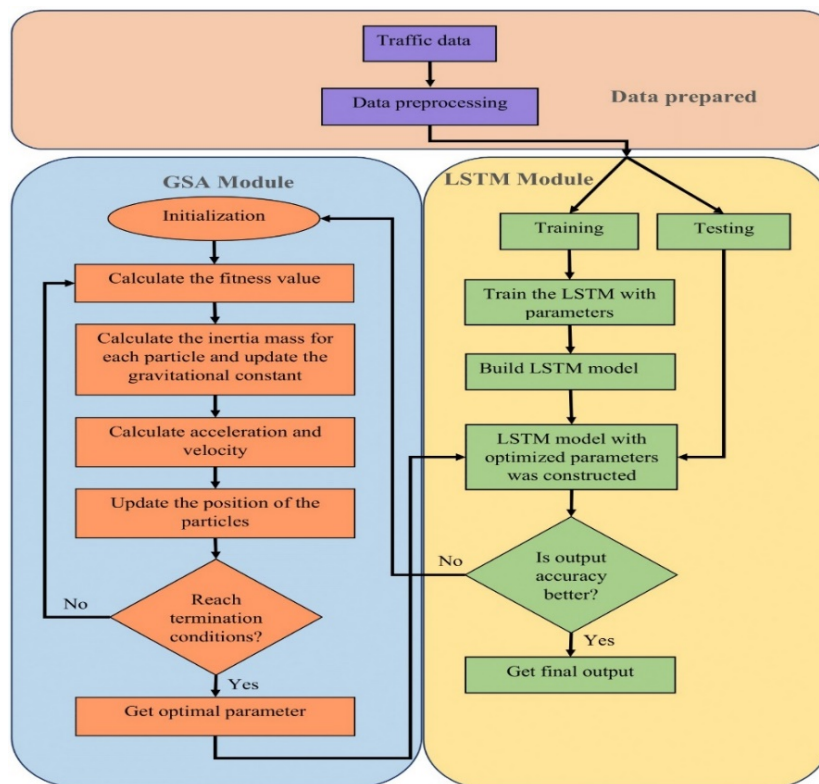 Traffic data
Data preprocessing
Data prepared
GSA Module
Initialization
Calculate the fitness value
Calculate the inertia mass for
each particle and update the
gravitational constant
Calculate acceleration and
velocity
Update the position of the
particles
No
Reach
termination
conditions?
Yes
Get optimal parameter
LSTM Module
Training
Testing
Train the LSTM with
parameters
Build LSTM model
LSTM model with
optimized parameters
was constructed
No
Is output
accuracy
better?
Yes
Get final output